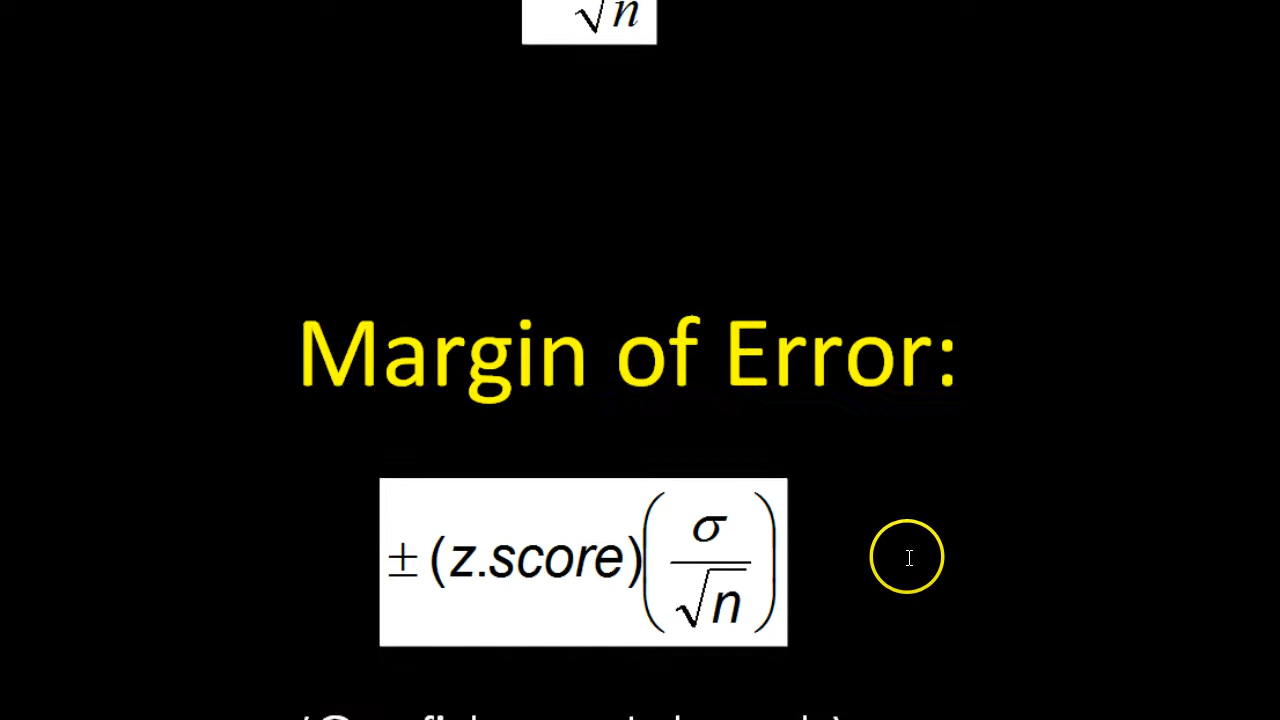 √n
Margin of Error:
± (z.score)(σ/√n)